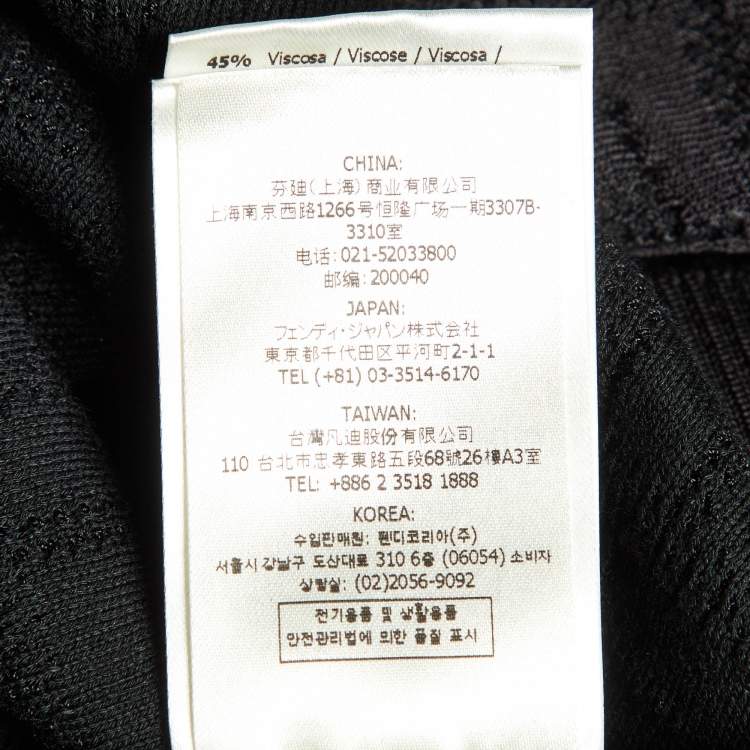 45% Viscosa / Viscose / Viscosa /
CHINA:
芬廸(上海)商业有限公司
上海南京西路1266号恒隆广场一期3307B-
3310室
电话:021-52033800
邮编:200040
JAPAN:
フェンディ・ジャパン株式会社
東京都千代田区平河町2-1-1
TEL (+81) 03-3514-6170
TAIWAN:
台灣凡迪股份有限公司
110 台北市忠孝東路五段68號26樓A3室
TEL: +886 2 3518 1888
KOREA:
수입판매원: 펜디코리아(주)
서울시 강남구 도산대로 310 6층 (06054) 소비자
상담실: (02)2056-9092
전기용품 및 생활용품
안전관리법에 의한 품질 표시